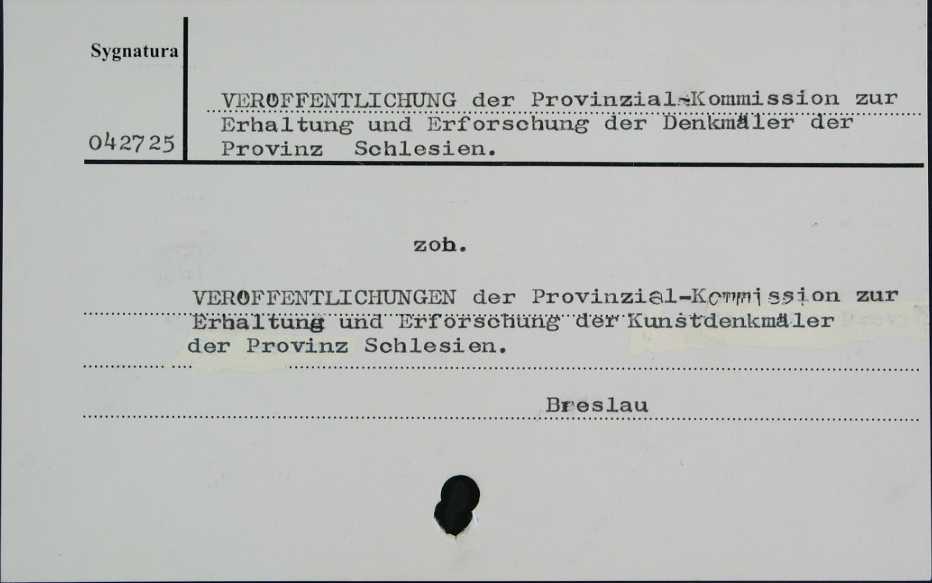 Sygnatura
VERÖFFENTLICHUNG der Provinzial-Kommission zur
Erhaltung und Erforschung der Denkmäler der
042725
Provinz Schlesien.
zob.
VERÖFFENTLICHUNGEN der Provinzial-Kommission zur
Erhaltung und Erforschung der Kunstdenkmäler
der Provinz Schlesien.
Breslau